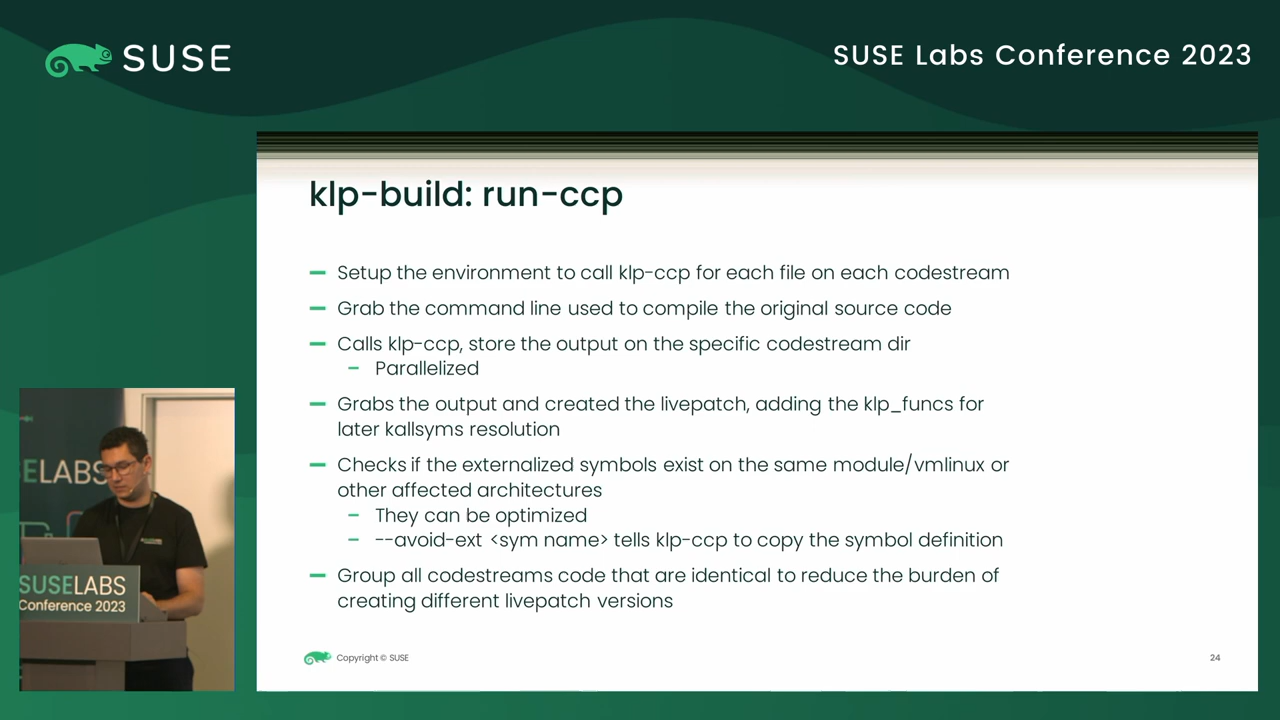 SUSE
SUSE Labs Conference 2023
klp-build: run-ccp
Setup the environment to call klp-ccp for each file on each codestream
Grab the command line used to compile the original source code
Calls klp-ccp, store the output on the specific codestream dir
Parallelized
Grabs the output and created the livepatch, adding the klp_funcs for
later kallsyms resolution
Checks if the externalized symbols exist on the same module/vmlinux or
other affected architectures
They can be optimized
--avoid-ext <sym name> tells klp-ccp to copy the symbol definition
Group all codestreams code that are identical to reduce the burden of
creating different livepatch versions
Copyright © SUSE
24
ELABS
SUSELABS
Conference 2023